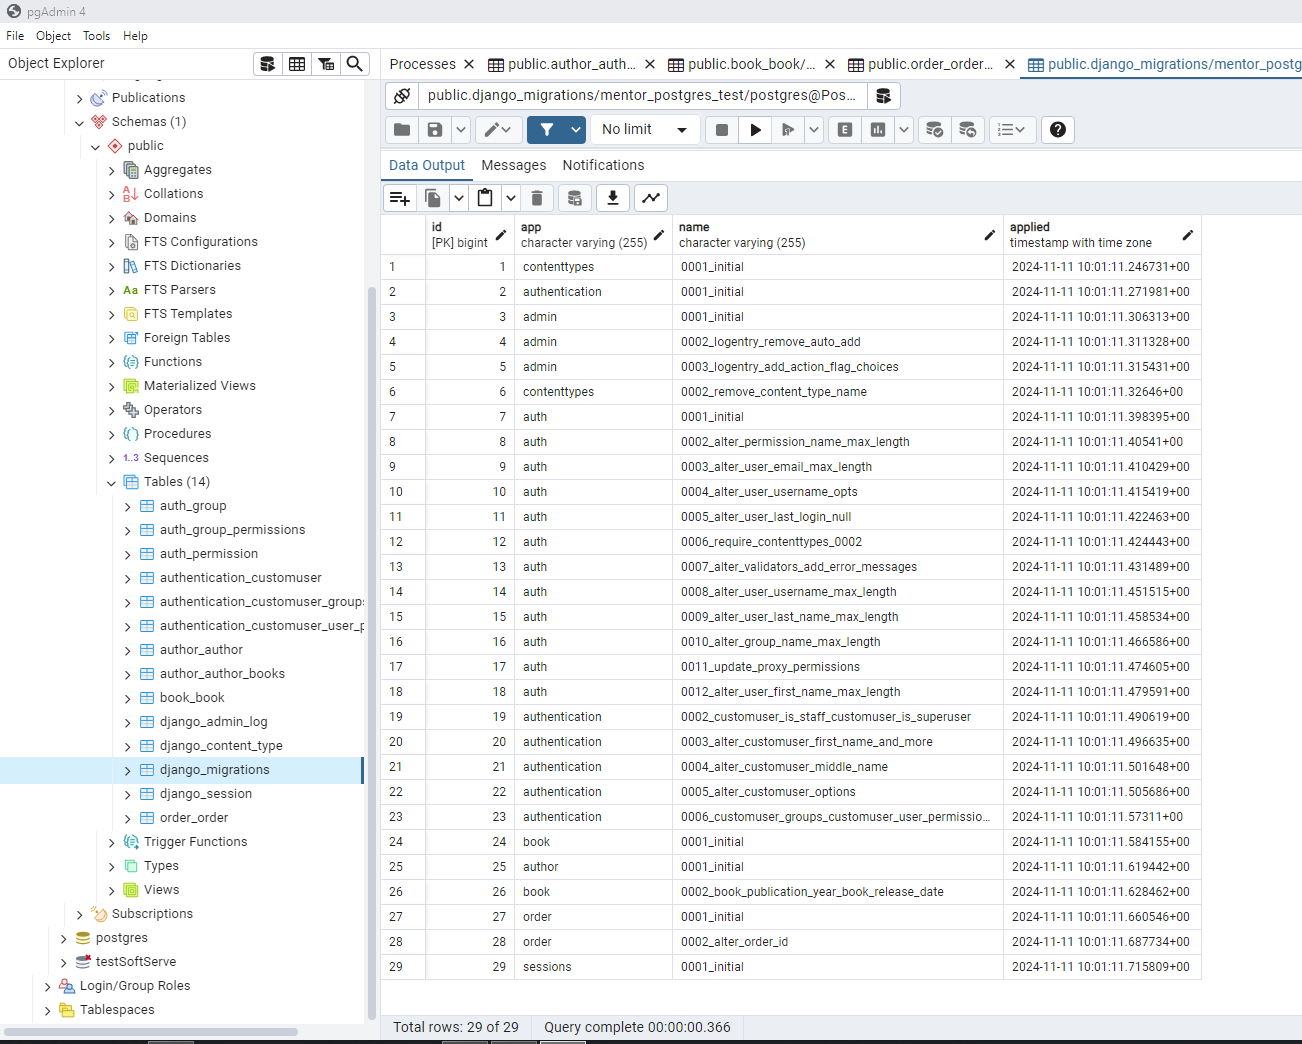 pgAdmin 4
File Object Tools Help
Object Explorer
Processes public.author_auth... public.book_book/... public.order_order... public.django_migrations/mentor_postg
public.django_migrations/mentor_postgres_test/postgres@Pos...
No limit
E
Data Output Messages Notifications
Publications
Schemas (1)
public
Aggregates
Collations
Domains
FTS Configurations
FTS Dictionaries
Aa FTS Parsers
FTS Templates
Foreign Tables
Functions
Materialized Views
Operators
Procedures
1..3 Sequences
Tables (14)
auth_group
auth_group_permissions
auth_permission
authentication_customuser
authentication_customuser_groups
authentication_customuser_user_p
author_author
author_author_books
book_book
django_admin_log
django_content_type
django_migrations
django_session
order_order
Trigger Functions
Types
Views
Subscriptions
postgres
testSoftServe
Login/Group Roles
Tablespaces
id app name applied
[PK] bigint character varying (255) character varying (255) timestamp with time zone
1 1 contenttypes 0001_initial 2024-11-11 10:01:11.246731+00
2 2 authentication 0001_initial 2024-11-11 10:01:11.271981+00
3 3 admin 0001_initial 2024-11-11 10:01:11.306313+00
4 4 admin 0002_logentry_remove_auto_add 2024-11-11 10:01:11.311328+00
5 5 admin 0003_logentry_add_action_flag_choices 2024-11-11 10:01:11.315431+00
6 6 contenttypes 0002_remove_content_type_name 2024-11-11 10:01:11.32646+00
7 7 auth 0001_initial 2024-11-11 10:01:11.398395+00
8 8 auth 0002_alter_permission_name_max_length 2024-11-11 10:01:11.40541+00
9 9 auth 0003_alter_user_email_max_length 2024-11-11 10:01:11.410429+00
10 10 auth 0004_alter_user_username_opts 2024-11-11 10:01:11.415419+00
11 11 auth 0005_alter_user_last_login_null 2024-11-11 10:01:11.422463+00
12 12 auth 0006_require_contenttypes_0002 2024-11-11 10:01:11.424443+00
13 13 auth 0007_alter_validators_add_error_messages 2024-11-11 10:01:11.431489+00
14 14 auth 0008_alter_user_username_max_length 2024-11-11 10:01:11.451515+00
15 15 auth 0009_alter_user_last_name_max_length 2024-11-11 10:01:11.458534+00
16 16 auth 0010_alter_group_name_max_length 2024-11-11 10:01:11.466586+00
17 17 auth 0011_update_proxy_permissions 2024-11-11 10:01:11.474605+00
18 18 auth 0012_alter_user_first_name_max_length 2024-11-11 10:01:11.479591+00
19 19 authentication 0002_customuser_is_staff_customuser_is_superuser 2024-11-11 10:01:11.490619+00
20 20 authentication 0003_alter_customuser_first_name_and_more 2024-11-11 10:01:11.496635+00
21 21 authentication 0004_alter_customuser_middle_name 2024-11-11 10:01:11.501648+00
22 22 authentication 0005_alter_customuser_options 2024-11-11 10:01:11.505686+00
23 23 authentication 0006_customuser_groups_customuser_user_permissio... 2024-11-11 10:01:11.57311+00
24 24 book 0001_initial 2024-11-11 10:01:11.584155+00
25 25 author 0001_initial 2024-11-11 10:01:11.619442+00
26 26 book 0002_book_publication_year_book_release_date 2024-11-11 10:01:11.628462+00
27 27 order 0001_initial 2024-11-11 10:01:11.660546+00
28 28 order 0002_alter_order_id 2024-11-11 10:01:11.687734+00
29 29 sessions 0001_initial 2024-11-11 10:01:11.715809+00
Total rows: 29 of 29 Query complete 00:00:00.366